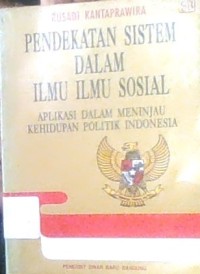 RUSADI KANTAPRAWIRA
PENDEKATAN SISTEM
DALAM
ILMU ILMU SOSIAL
APLIKASI DALAM MENINJAU
KEHIDUPAN POLITIK INDONESIA
PENERBIT SINAR BARU BANDUNG